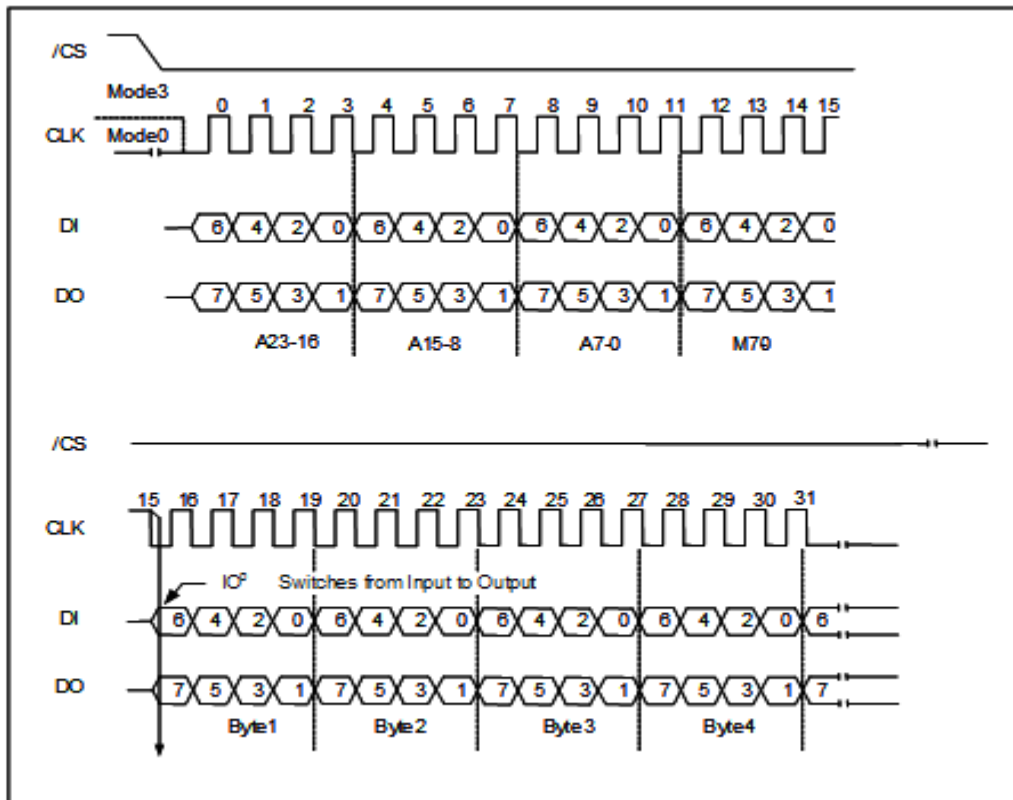 /CS
Mode3
0 1 2 3 4 5 6 7 8 9 10 11 12 13 14 15
CLK Mode0
DI 6 4 2 0 6 4 2 0 6 4 2 0 6 4 2 0
DO 7 5 3 1 7 5 3 1 7 5 3 1 7 5 3 1
A23-16 A15-8 A7-0 M70
/CS
15 16 17 18 19 20 21 22 23 24 25 26 27 28 29 30 31
CLK
IOº Switches from Input to Output
DI 6 4 2 0 6 4 2 0 6 4 2 0 6 4 2 0 6
DO 7 5 3 1 7 5 3 1 7 5 3 1 7 5 3 1 7
Byte1 Byte2 Byte3 Byte4